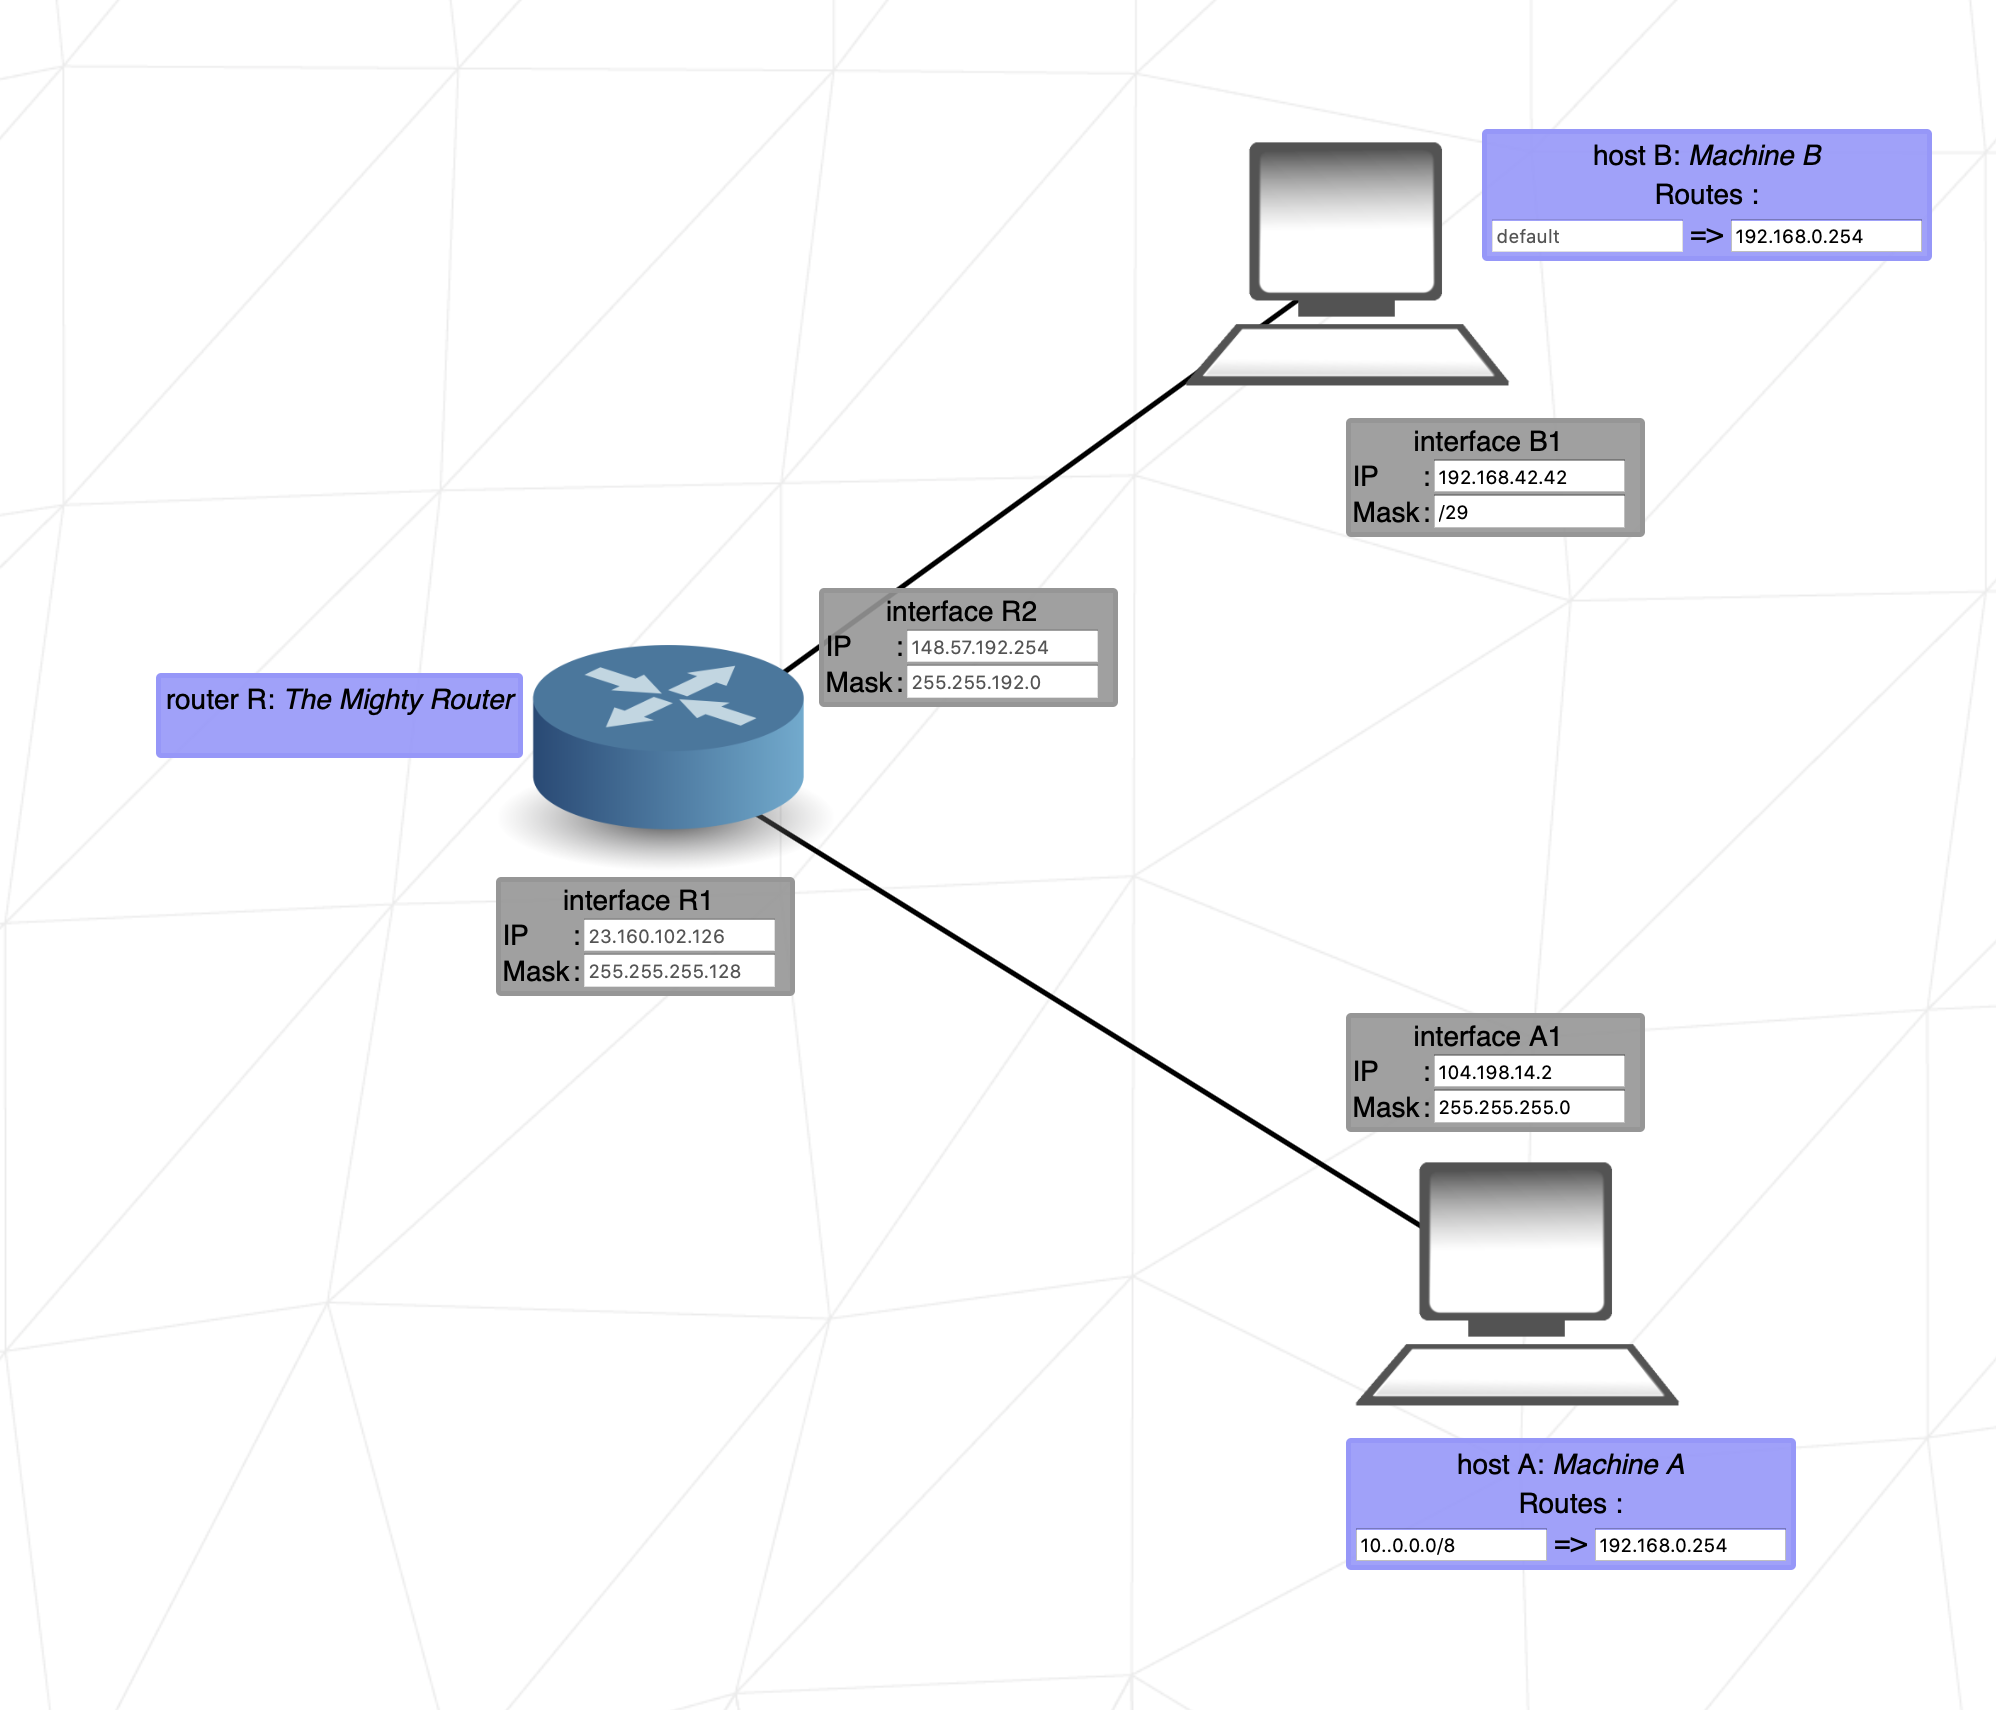 host B: Machine B
Routes :
default => 192.168.0.254
interface B1
IP : 192.168.42.42
Mask : /29
interface R2
IP : 148.57.192.254
Mask : 255.255.192.0
router R: The Mighty Router
interface R1
IP : 23.160.102.126
Mask : 255.255.255.128
interface A1
IP : 104.198.14.2
Mask : 255.255.255.0
host A: Machine A
Routes :
10..0.0.0/8 => 192.168.0.254